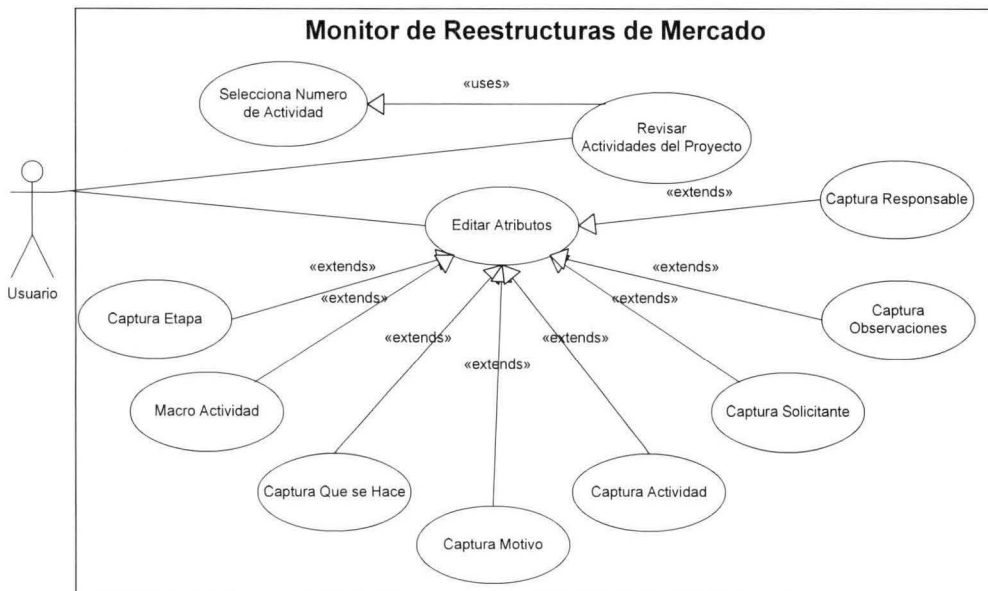 Monitor de Reestructuras de Mercado
Selecciona Numero
de Actividad
«uses»
Revisar
Actividades del Proyecto
«extends»
Captura Responsable
Editar Atributos
Usuario
«extends»
«extends»
«extends»
«extends»
Captura Etapa
Captura
Observaciones
«extends»
«extends»
«extends»
Macro Actividad
Captura Solicitante
Captura Que se Hace
Captura Actividad
Captura Motivo